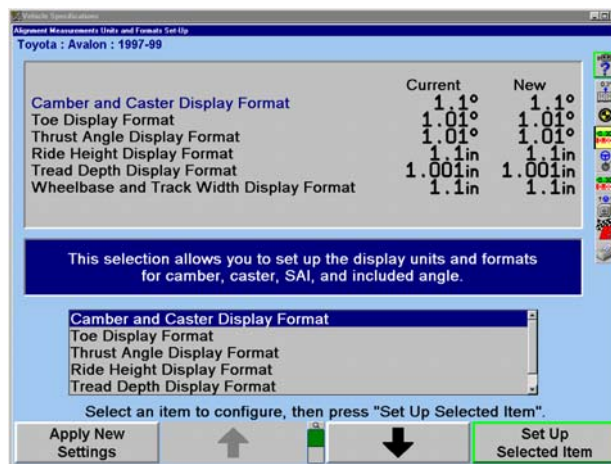 Vehicle Specifications
Alignment Measurements Units and Formats Set-Up
Toyota : Avalon : 1997-99
Current New
Camber and Caster Display Format 1.1° 1.1°
Toe Display Format 1.01° 1.01°
Thrust Angle Display Format 1.01° 1.01°
Ride Height Display Format 1.1in 1.1in
Tread Depth Display Format 1.001in 1.001in
Wheelbase and Track Width Display Format 1.1in 1.1in
This selection allows you to set up the display units and formats
for camber, caster, SAI, and included angle.
Camber and Caster Display Format
Toe Display Format
Thrust Angle Display Format
Ride Height Display Format
Tread Depth Display Format
Select an item to configure, then press "Set Up Selected Item".
Apply New
Settings
Set Up
Selected Item